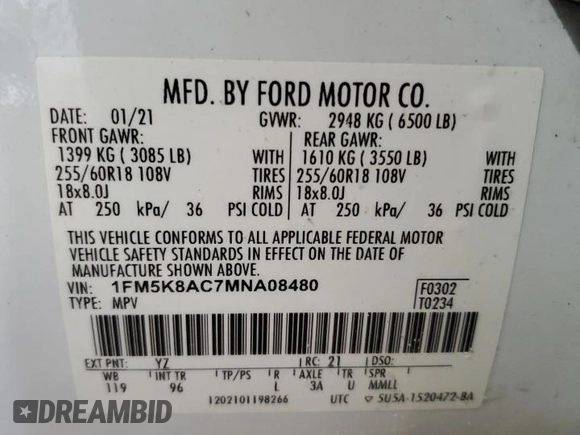 MFD. BY FORD MOTOR CO.
DATE: 01/21 GVWR: 2948 KG ( 6500 LB)
FRONT GAWR: REAR GAWR:
1399 KG ( 3085 LB) WITH 1610 KG ( 3550 LB) WITH
255/60R18 108V TIRES 255/60R18 108V TIRES
18x8.0J RIMS 18x8.0J RIMS
AT 250 kPa/ 36 PSI COLD AT 250 kPa/ 36 PSI COLD
THIS VEHICLE CONFORMS TO ALL APPLICABLE FEDERAL MOTOR
VEHICLE SAFETY STANDARDS IN EFFECT ON THE DATE OF
MANUFACTURE SHOWN ABOVE.
VIN: 1FM5K8AC7MNA08480 F0302
TYPE: MPV T0234
EXT PNT: YZ RC: 21 DSO:
WB INT TR TP/PS R AXLE TR SPR
119 96 L 3A U MMLL
1202101198266 UTC 5U5A-1520472-BA
DREAMBID